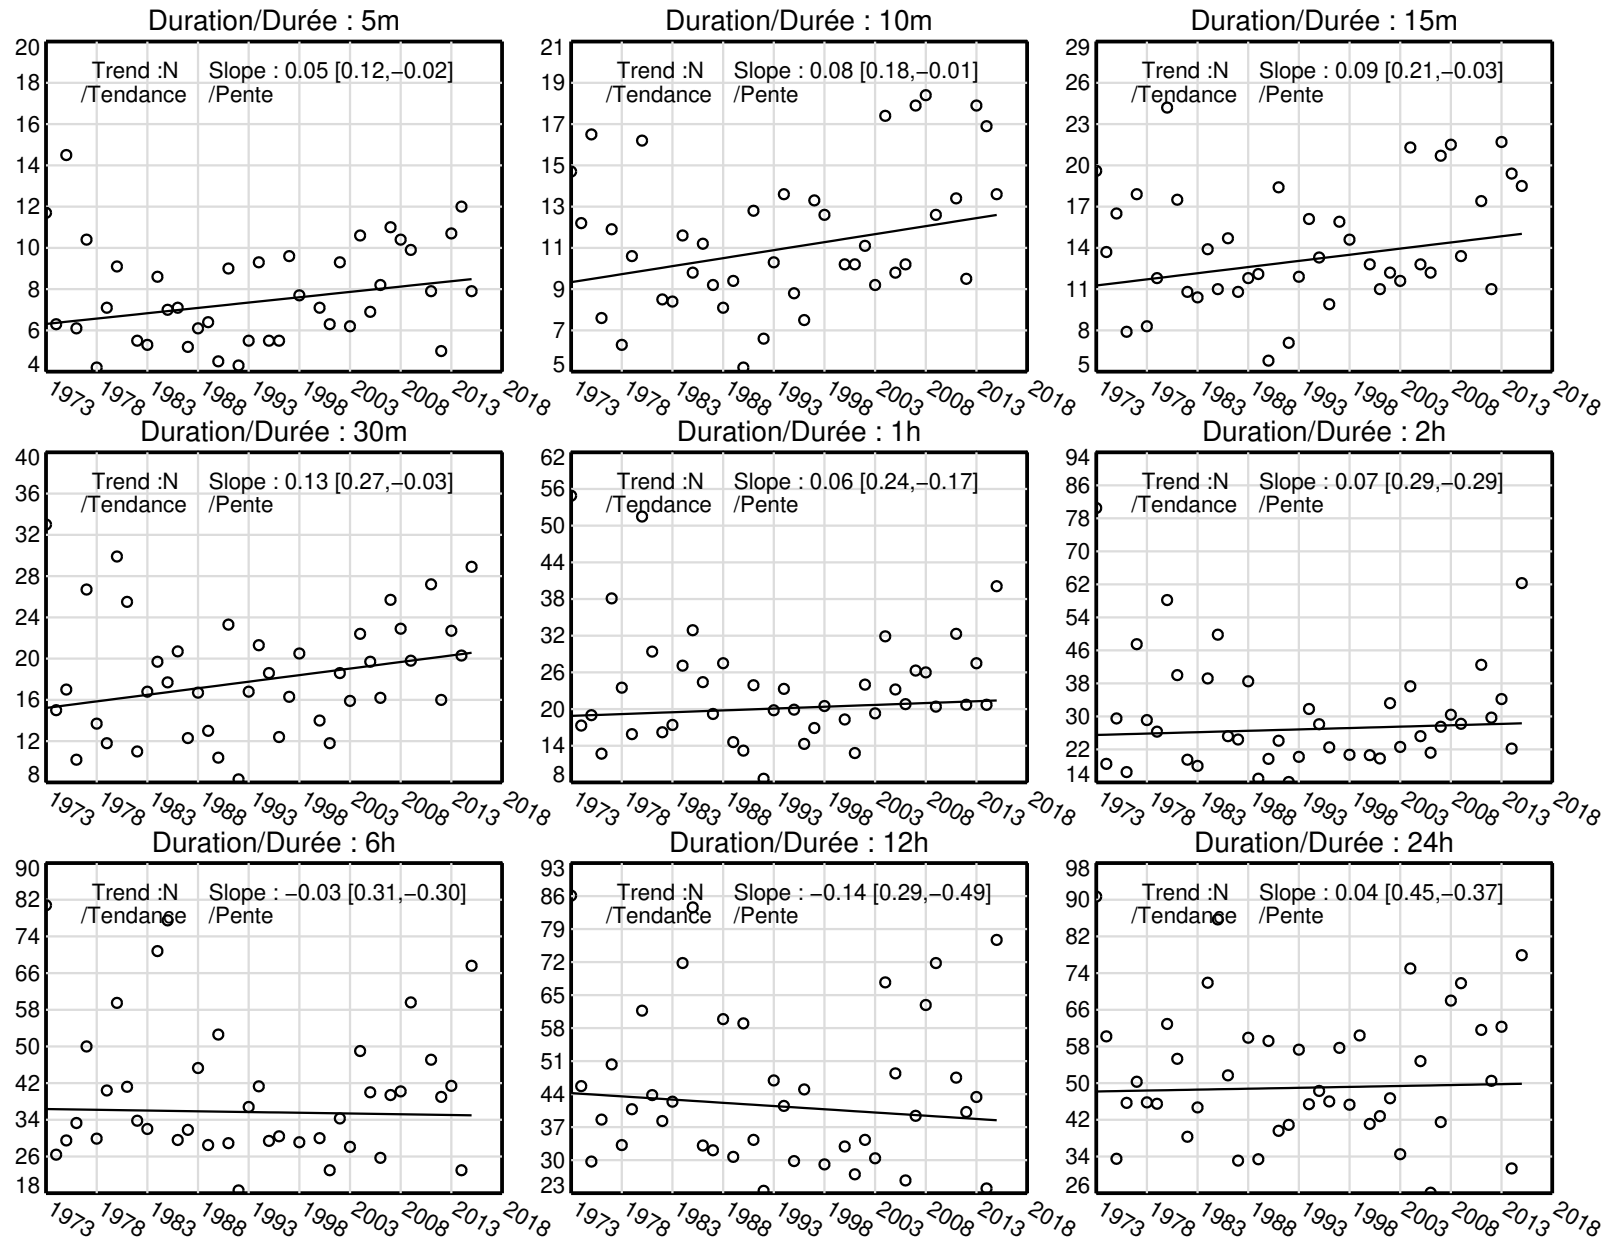 Duration/Durée : 5m
Trend :N Slope : 0.05 [0.12,−0.02]
/Tendance /Pente
20
18
16
14
12
10
8
6
4
1973 1978 1983 1988 1993 1998 2003 2008 2013 2018
Duration/Durée : 10m
Trend :N Slope : 0.08 [0.18,−0.01]
/Tendance /Pente
21
19
17
15
13
11
9
7
5
1973 1978 1983 1988 1993 1998 2003 2008 2013 2018
Duration/Durée : 15m
Trend :N Slope : 0.09 [0.21,−0.03]
/Tendance /Pente
29
26
23
20
17
14
11
8
5
1973 1978 1983 1988 1993 1998 2003 2008 2013 2018
Duration/Durée : 30m
Trend :N Slope : 0.13 [0.27,−0.03]
/Tendance /Pente
40
36
32
28
24
20
16
12
8
1973 1978 1983 1988 1993 1998 2003 2008 2013 2018
Duration/Durée : 1h
Trend :N Slope : 0.06 [0.24,−0.17]
/Tendance /Pente
62
56
50
44
38
32
26
20
14
8
1973 1978 1983 1988 1993 1998 2003 2008 2013 2018
Duration/Durée : 2h
Trend :N Slope : 0.07 [0.29,−0.29]
/Tendance /Pente
94
86
78
70
62
54
46
38
30
22
14
1973 1978 1983 1988 1993 1998 2003 2008 2013 2018
Duration/Durée : 6h
Trend :N Slope : −0.03 [0.31,−0.30]
/Tendance /Pente
90
82
74
66
58
50
42
34
26
18
1973 1978 1983 1988 1993 1998 2003 2008 2013 2018
Duration/Durée : 12h
Trend :N Slope : −0.14 [0.29,−0.49]
/Tendance /Pente
93
86
79
72
65
58
51
44
37
30
23
1973 1978 1983 1988 1993 1998 2003 2008 2013 2018
Duration/Durée : 24h
Trend :N Slope : 0.04 [0.45,−0.37]
/Tendance /Pente
98
90
82
74
66
58
50
42
34
26
1973 1978 1983 1988 1993 1998 2003 2008 2013 2018